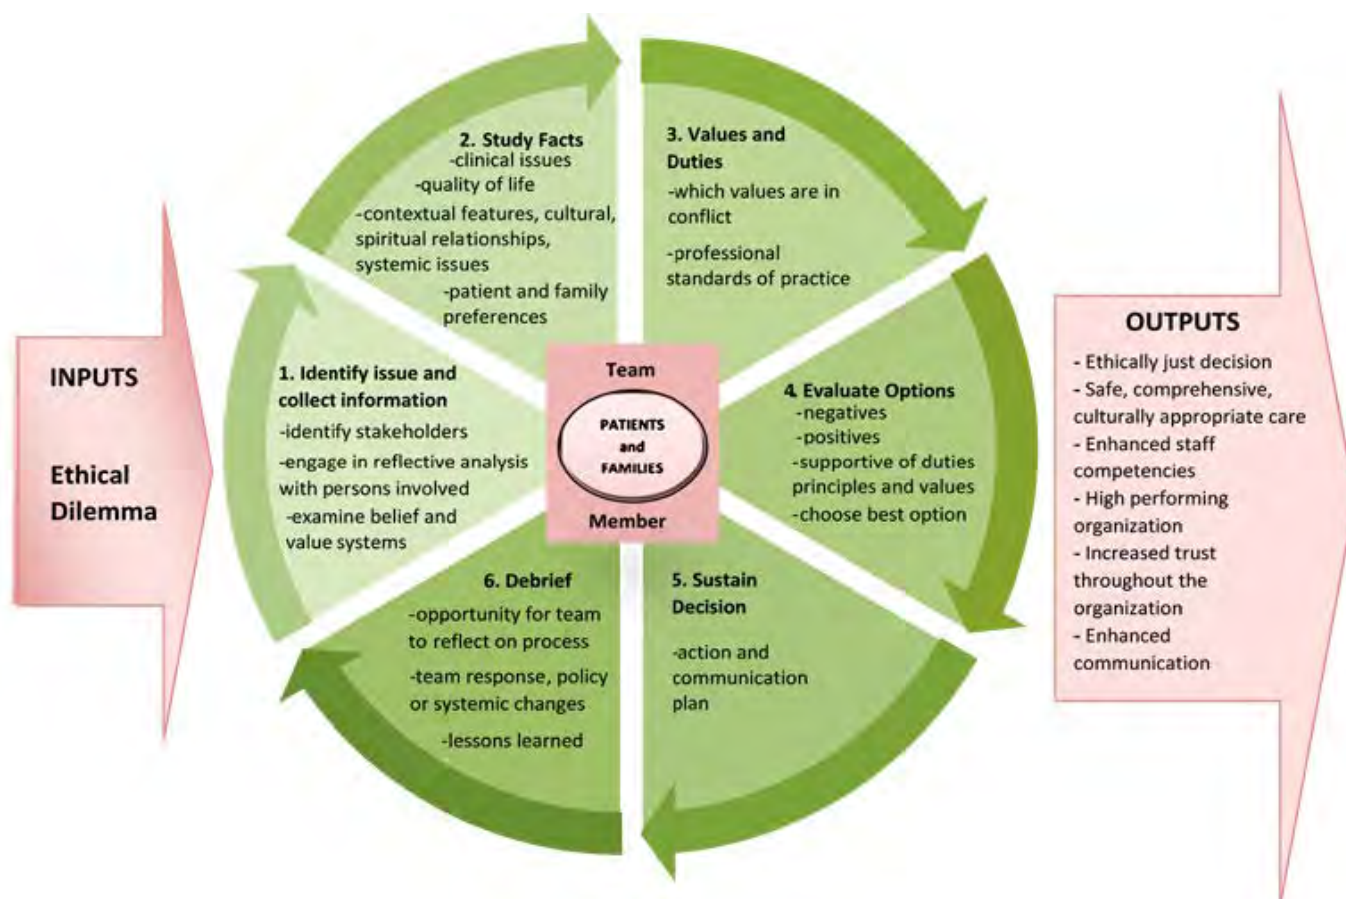 INPUTS
Ethical
Dilemma
1. Identify issue and
collect information
-identify stakeholders
-engage in reflective analysis
with persons involved
-examine belief and
value systems
2. Study Facts
-clinical issues
-quality of life
-contextual features, cultural,
spiritual relationships,
systemic issues
-patient and family
preferences
3. Values and
Duties
-which values are in
conflict
-professional
standards of practice
4. Evaluate Options
-negatives
-positives
-supportive of duties
principles and values
-choose best option
5. Sustain
Decision
-action and
communication
plan
6. Debrief
-opportunity for team
to reflect on process
-team response, policy
or systemic changes
-lessons learned
Team
PATIENTS
and
FAMILIES
Member
OUTPUTS
- Ethically just decision
- Safe, comprehensive,
culturally appropriate care
- Enhanced staff
competencies
- High performing
organization
- Increased trust
throughout the
organization
- Enhanced
communication